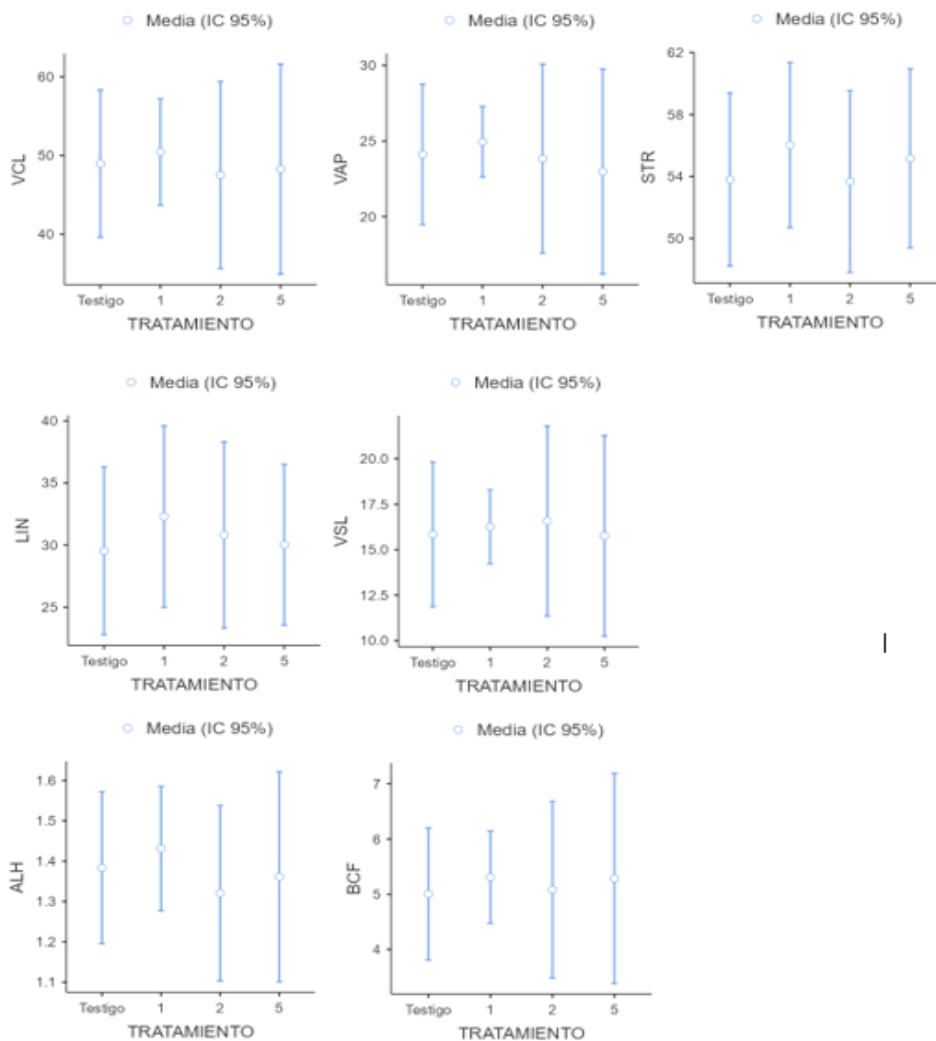 Media (IC 95%)
VCL
60
50
40
Testigo 1 2 5
TRATAMIENTO
Media (IC 95%)
VAP
30
25
20
Testigo 1 2 5
TRATAMIENTO
Media (IC 95%)
STR
62
58
54
50
Testigo 1 2 5
TRATAMIENTO
Media (IC 95%)
LIN
40
35
30
25
Testigo 1 2 5
TRATAMIENTO
Media (IC 95%)
VSL
20.0
17.5
15.0
12.5
10.0
Testigo 1 2 5
TRATAMIENTO
Media (IC 95%)
ALH
1.6
1.5
1.4
1.3
1.2
1.1
Testigo 1 2 5
TRATAMIENTO
Media (IC 95%)
BCF
7
6
5
4
Testigo 1 2 5
TRATAMIENTO